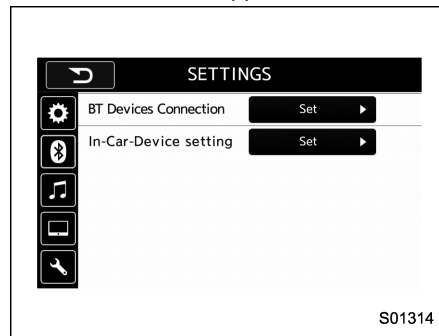 SETTINGS
BT Devices Connection Set
In-Car-Device setting Set
S01314